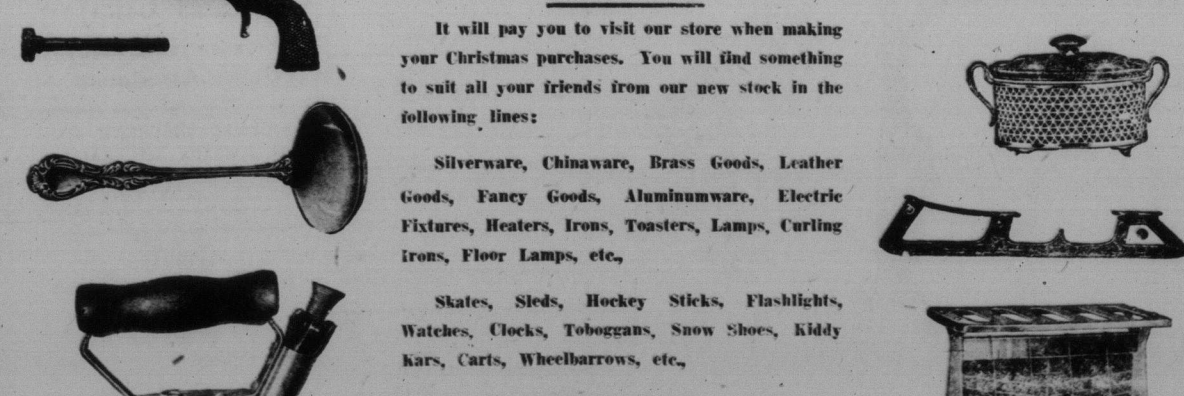 It will pay you to visit our store when making
your Christmas purchases. You will find something
to suit all your friends from our new stock in the
following lines:
Silverware, Chinaware, Brass Goods, Leather
Goods, Fancy Goods, Aluminumware, Electric
Fixtures, Heaters, Irons, Toasters, Lamps, Curling
Irons, Floor Lamps, etc.,
Skates, Sleds, Hockey Sticks, Flashlights,
Watches, Clocks, Toboggans, Snow Shoes, Kiddy
Kars, Carts, Wheelbarrows, etc.,